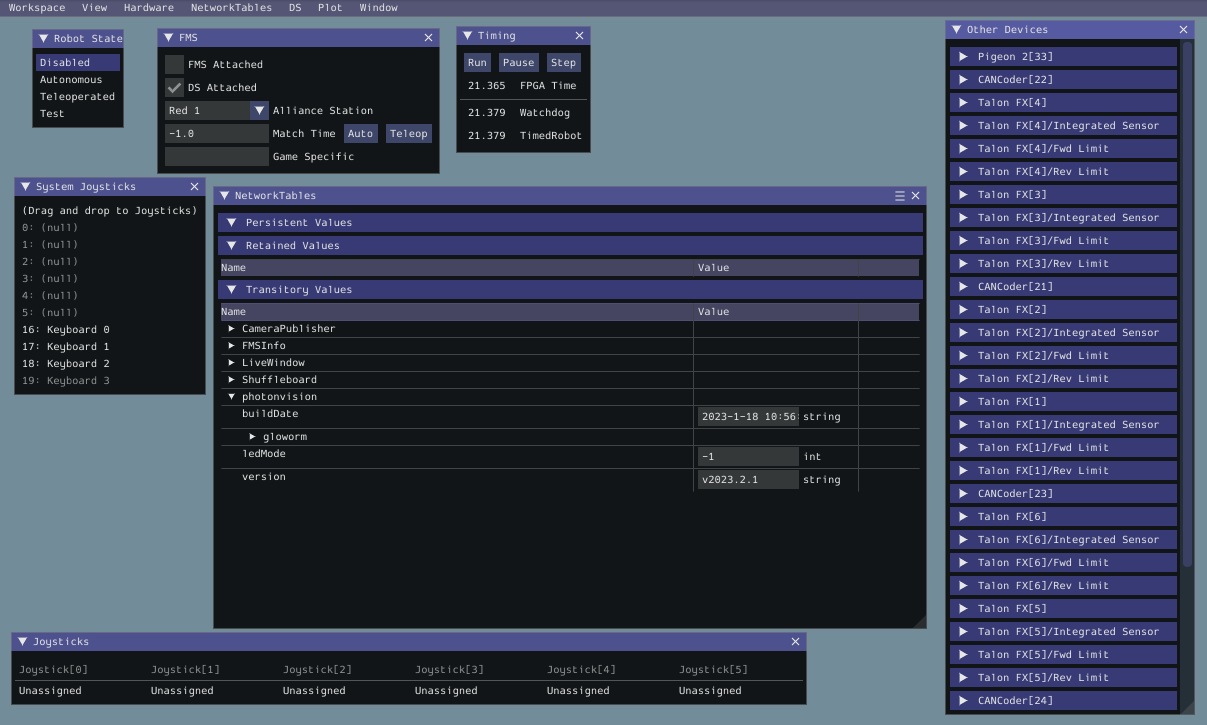 Workspace View Hardware NetworkTables DS Plot Window
Robot State
Disabled
Autonomous
Teleoperated
Test
FMS
FMS Attached
DS Attached
Red 1 Alliance Station
-1.0 Match Time Auto Teleop
Game Specific
Timing
Run Pause Step
21.365 FPGA Time
21.379 Watchdog
21.379 TimedRobot
System Joysticks
(Drag and drop to Joysticks)
0: (null)
1: (null)
2: (null)
3: (null)
4: (null)
5: (null)
16: Keyboard 0
17: Keyboard 1
18: Keyboard 2
19: Keyboard 3
NetworkTables
Persistent Values
Retained Values
Name Value
Transitory Values
Name Value
CameraPublisher
FMSInfo
LiveWindow
Shuffleboard
photonvision
buildDate 2023-1-18 10:56: string
gloworm
ledMode -1 int
version v2023.2.1 string
Joysticks
Joystick[0] Joystick[1] Joystick[2] Joystick[3] Joystick[4] Joystick[5]
Unassigned Unassigned Unassigned Unassigned Unassigned Unassigned
Other Devices
Pigeon 2[33]
CANCoder[22]
Talon FX[4]
Talon FX[4]/Integrated Sensor
Talon FX[4]/Fwd Limit
Talon FX[4]/Rev Limit
Talon FX[3]
Talon FX[3]/Integrated Sensor
Talon FX[3]/Fwd Limit
Talon FX[3]/Rev Limit
CANCoder[21]
Talon FX[2]
Talon FX[2]/Integrated Sensor
Talon FX[2]/Fwd Limit
Talon FX[2]/Rev Limit
Talon FX[1]
Talon FX[1]/Integrated Sensor
Talon FX[1]/Fwd Limit
Talon FX[1]/Rev Limit
CANCoder[23]
Talon FX[6]
Talon FX[6]/Integrated Sensor
Talon FX[6]/Fwd Limit
Talon FX[6]/Rev Limit
Talon FX[5]
Talon FX[5]/Integrated Sensor
Talon FX[5]/Fwd Limit
Talon FX[5]/Rev Limit
CANCoder[24]